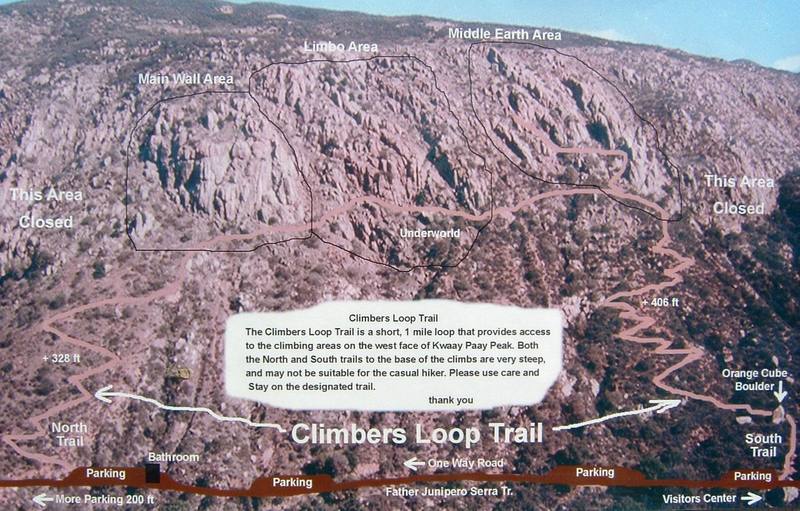 Middle Earth Area
Limbo Area
Main Wall Area
This Area
Closed
This Area
Closed
Underworld
+ 406 ft
+ 328 ft
Climbers Loop Trail
The Climbers Loop Trail is a short, 1 mile loop that provides access
to the climbing areas on the west face of Kwaay Paay Peak. Both
the North and South trails to the base of the climbs are very steep,
and may not be suitable for the casual hiker. Please use care and
Stay on the designated trail.
thank you
Orange Cube
Boulder
North
Trail
Climbers Loop Trail
South
Trail
Bathroom
One Way Road
Parking
Parking
Parking
Parking
Father Junipero Serra Tr.
More Parking 200 ft
Visitors Center